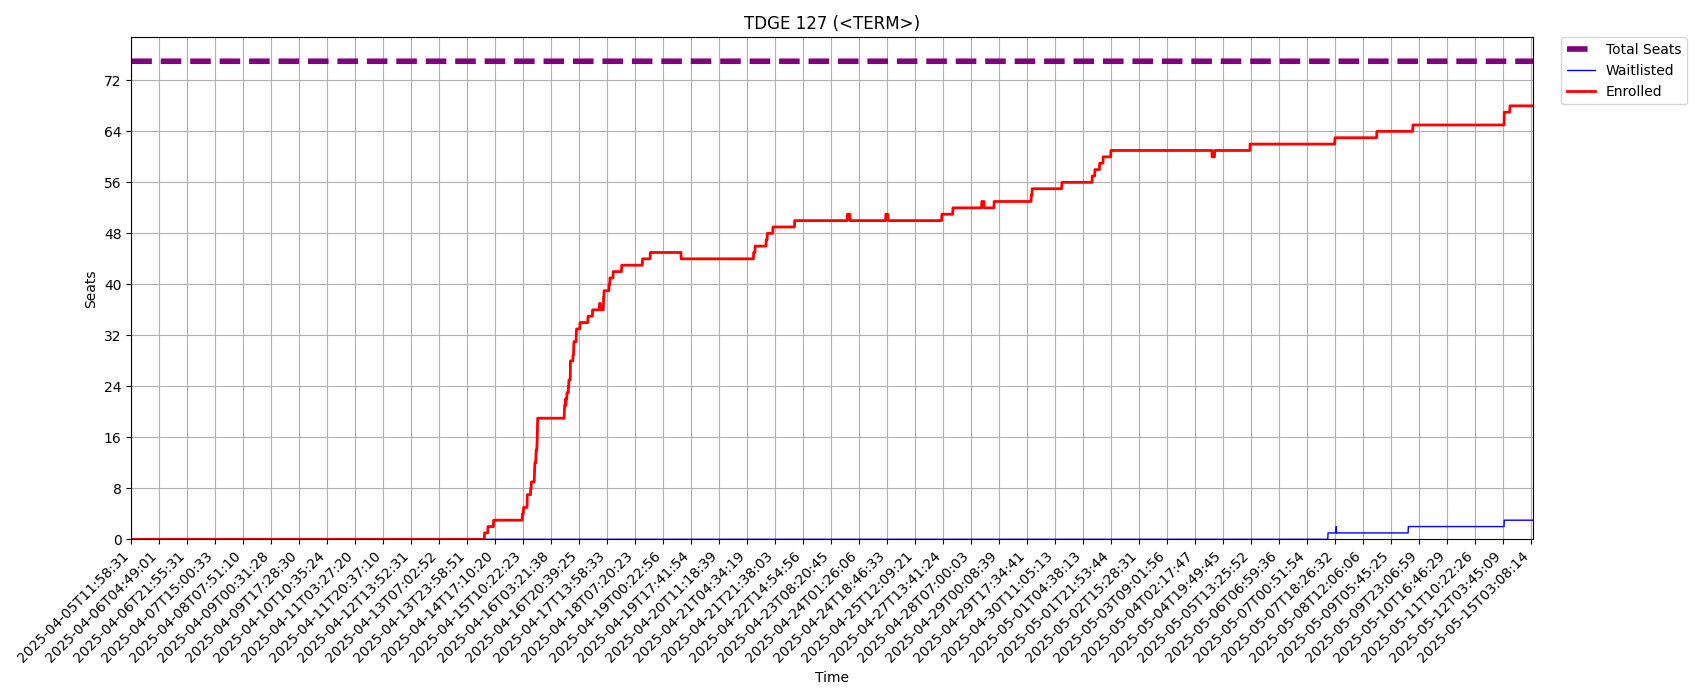 TDGE 127 (<TERM>)
Total Seats
Waitlisted
Enrolled
Seats
72
64
56
48
40
32
24
16
8
0
2025-04-05T11:58:31
2025-04-06T04:49:01
2025-04-06T21:55:31
2025-04-07T15:00:33
2025-04-08T07:51:10
2025-04-09T00:31:28
2025-04-09T17:28:30
2025-04-10T10:35:24
2025-04-11T03:27:20
2025-04-11T20:37:10
2025-04-12T13:52:31
2025-04-13T07:02:52
2025-04-13T23:58:51
2025-04-14T17:10:20
2025-04-15T10:22:23
2025-04-16T03:21:38
2025-04-16T20:39:25
2025-04-17T13:58:33
2025-04-18T07:20:23
2025-04-19T00:22:56
2025-04-19T17:41:54
2025-04-20T11:18:39
2025-04-21T04:34:19
2025-04-21T21:38:03
2025-04-22T14:54:56
2025-04-23T08:20:45
2025-04-24T01:26:06
2025-04-24T18:46:33
2025-04-25T12:09:21
2025-04-27T13:41:24
2025-04-28T07:00:03
2025-04-29T00:08:39
2025-04-29T17:34:41
2025-04-30T11:05:13
2025-05-01T04:38:13
2025-05-01T21:53:44
2025-05-02T15:28:31
2025-05-03T09:01:56
2025-05-04T02:17:47
2025-05-04T19:49:45
2025-05-05T13:25:52
2025-05-06T06:59:36
2025-05-07T00:51:54
2025-05-07T18:26:32
2025-05-08T12:06:06
2025-05-09T05:45:25
2025-05-09T23:06:59
2025-05-10T16:46:29
2025-05-11T10:22:26
2025-05-12T03:45:09
2025-05-15T03:08:14
Time